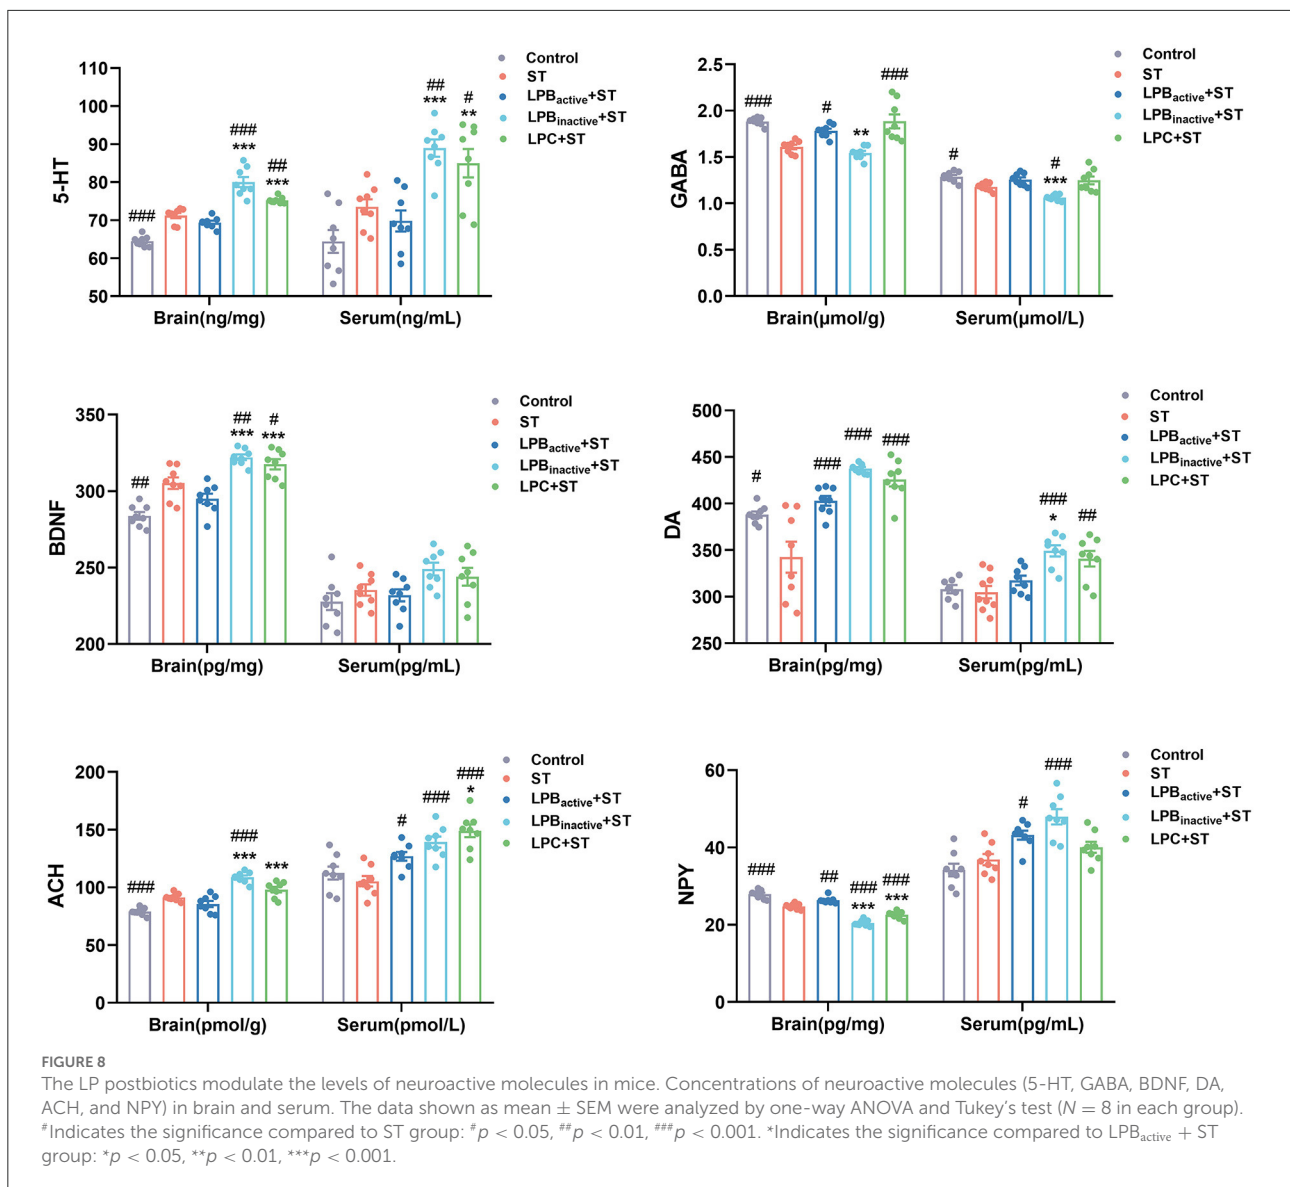 Control
ST
LPBactive+ST
LPBinactive+ST
LPC+ST
5-HT
110
100
90
80
70
60
50
###
###
***
##
***
##
***
#
**
Brain(ng/mg)
Serum(ng/mL)
Control
ST
LPBactive+ST
LPBinactive+ST
LPC+ST
GABA
2.5
2.0
1.5
1.0
0.5
0.0
###
#
**
###
#
#
***
Brain(μmol/g)
Serum(μmol/L)
Control
ST
LPBactive+ST
LPBinactive+ST
LPC+ST
BDNF
350
300
250
200
##
##
***
#
***
Brain(pg/mg)
Serum(pg/mL)
Control
ST
LPBactive+ST
LPBinactive+ST
LPC+ST
DA
500
450
400
350
300
250
#
###
###
###
###
*
##
Brain(pg/mg)
Serum(pg/mL)
Control
ST
LPBactive+ST
LPBinactive+ST
LPC+ST
ACH
200
150
100
50
0
###
###
***
***
#
###
###
*
Brain(pmol/g)
Serum(pmol/L)
Control
ST
LPBactive+ST
LPBinactive+ST
LPC+ST
NPY
60
40
20
0
###
##
###
***
###
***
#
###
Brain(pg/mg)
Serum(pg/mL)
FIGURE 8
The LP postbiotics modulate the levels of neuroactive molecules in mice. Concentrations of neuroactive molecules (5-HT, GABA, BDNF, DA,
ACH, and NPY) in brain and serum. The data shown as mean ± SEM were analyzed by one-way ANOVA and Tukey's test (N = 8 in each group).
#Indicates the significance compared to ST group: #p < 0.05, ##p < 0.01, ###p < 0.001. *Indicates the significance compared to LPBactive + ST
group: *p < 0.05, **p < 0.01, ***p < 0.001.